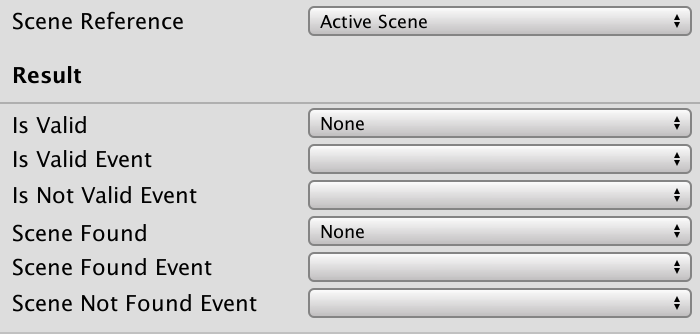 Scene Reference Active Scene
Result
Is Valid None
Is Valid Event
Is Not Valid Event
Scene Found None
Scene Found Event
Scene Not Found Event